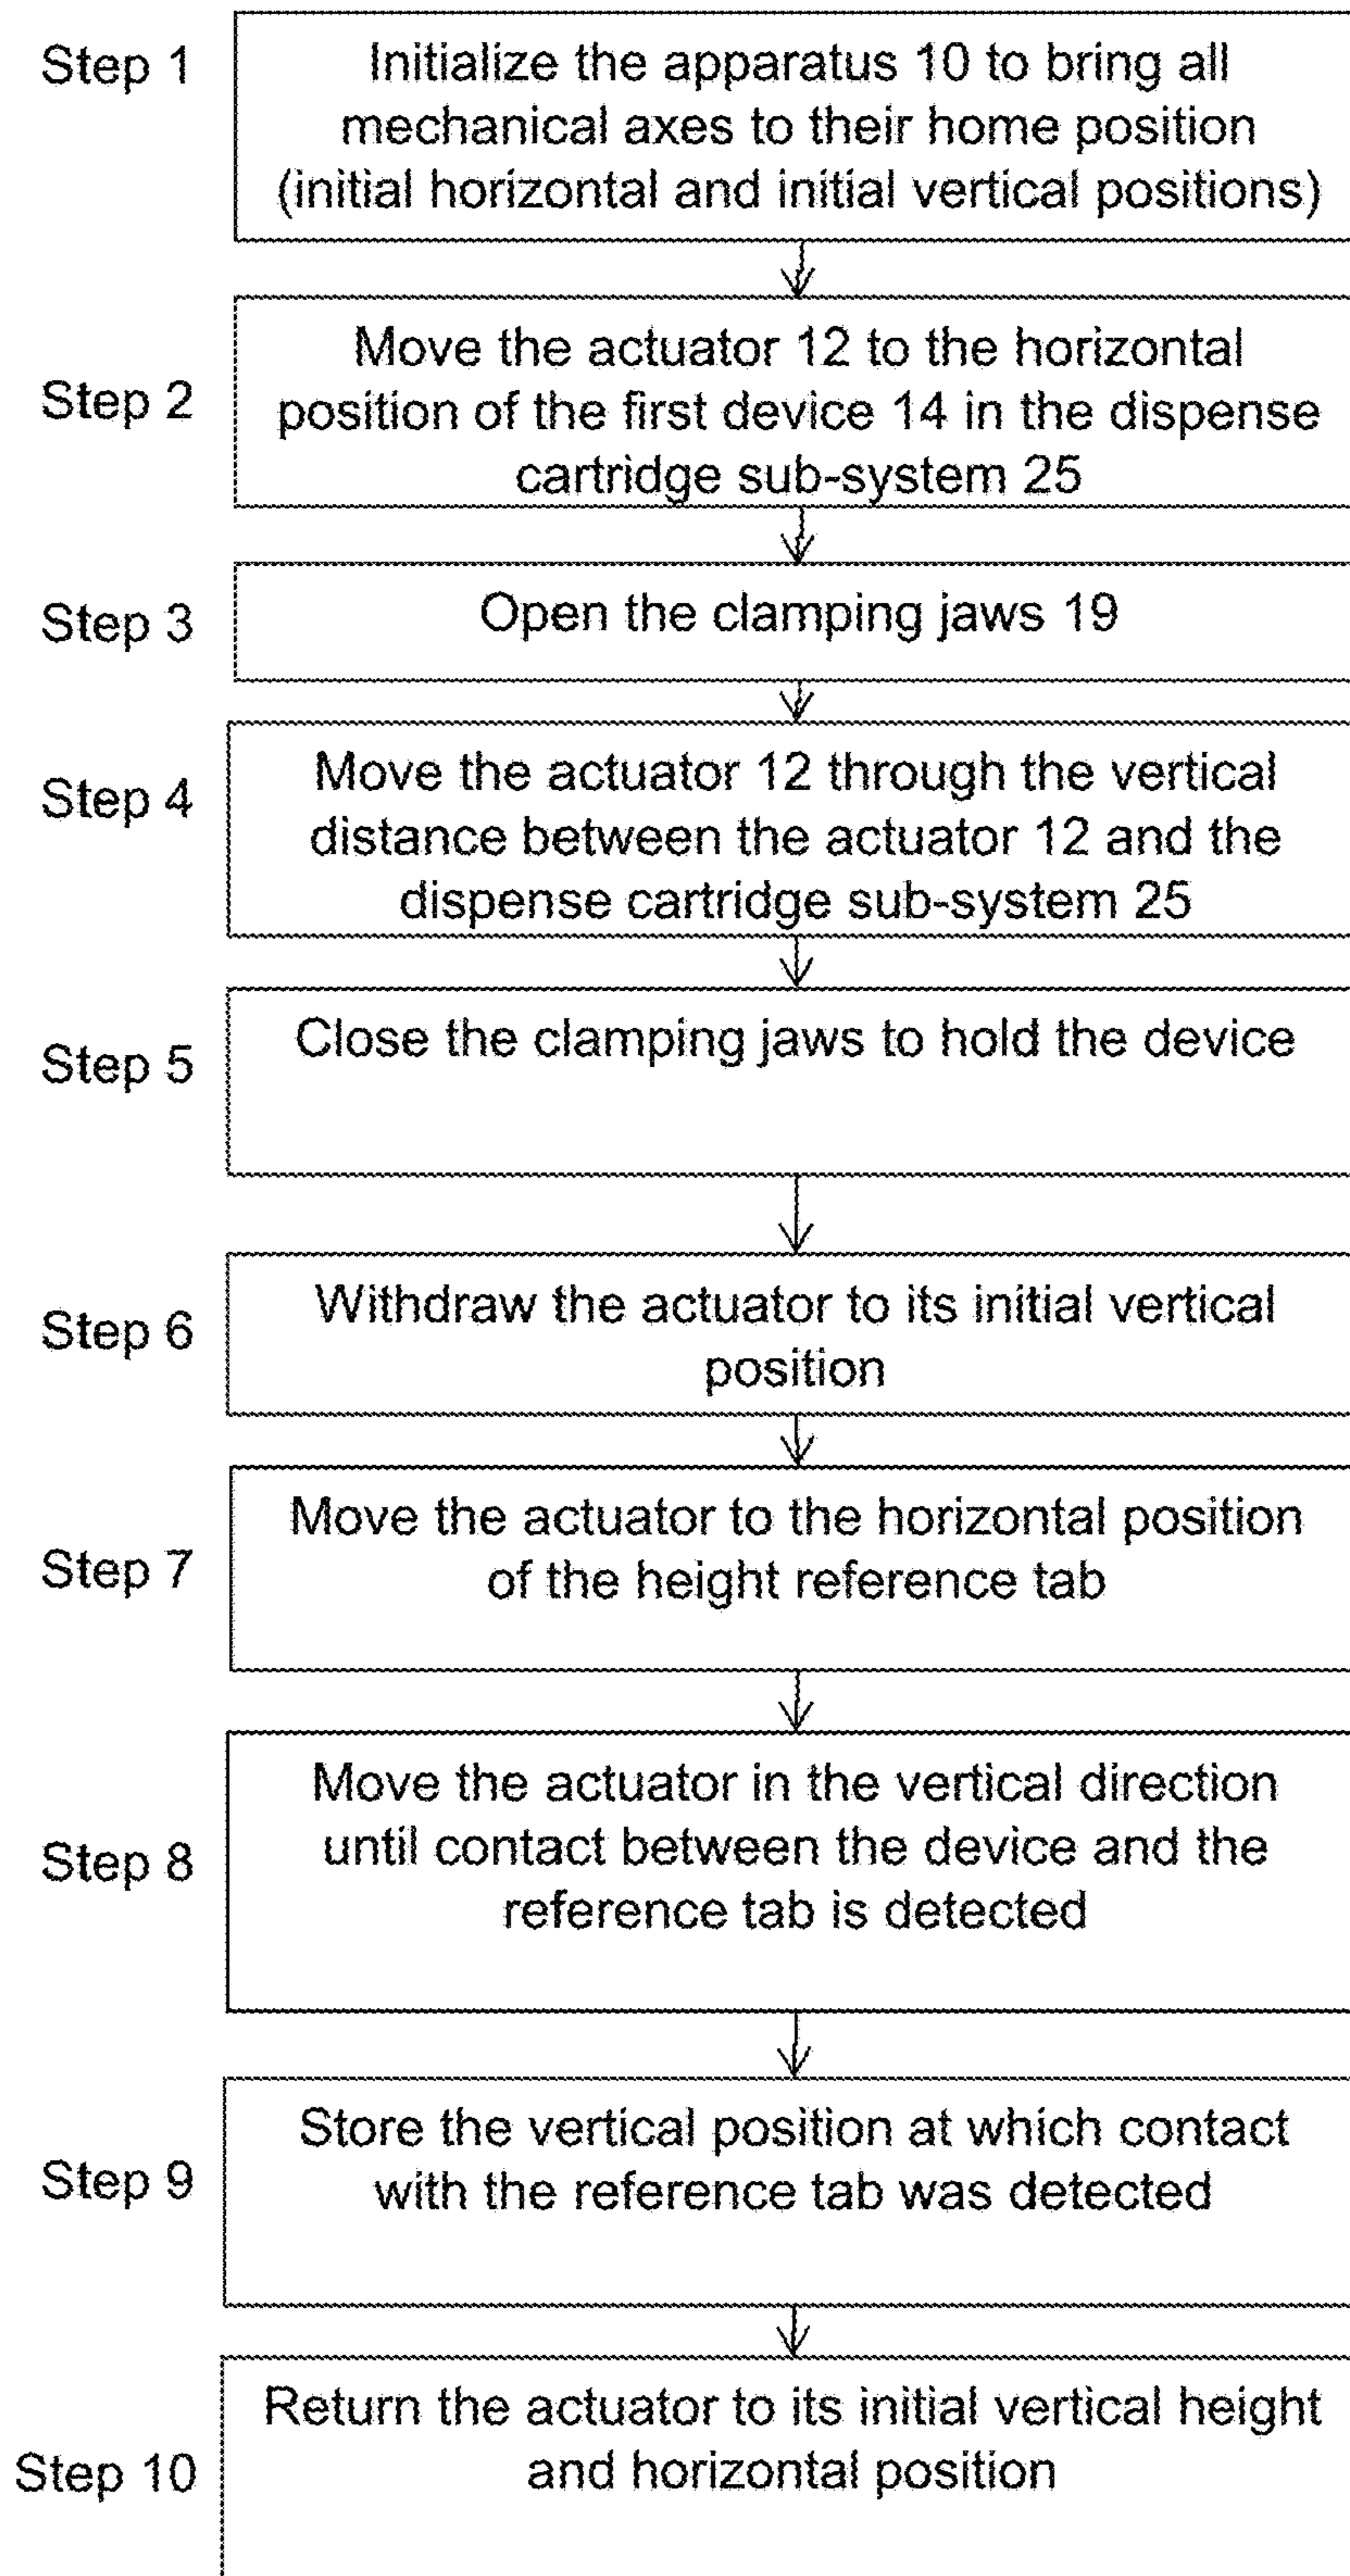 Step 1
Initialize the apparatus 10 to bring all
mechanical axes to their home position
(initial horizontal and initial vertical positions)
Step 2
Move the actuator 12 to the horizontal
position of the first device 14 in the dispense
cartridge sub-system 25
Step 3
Open the clamping jaws 19
Step 4
Move the actuator 12 through the vertical
distance between the actuator 12 and the
dispense cartridge sub-system 25
Step 5
Close the clamping jaws to hold the device
Step 6
Withdraw the actuator to its initial vertical
position
Step 7
Move the actuator to the horizontal position
of the height reference tab
Step 8
Move the actuator in the vertical direction
until contact between the device and the
reference tab is detected
Step 9
Store the vertical position at which contact
with the reference tab was detected
Step 10
Return the actuator to its initial vertical height
and horizontal position